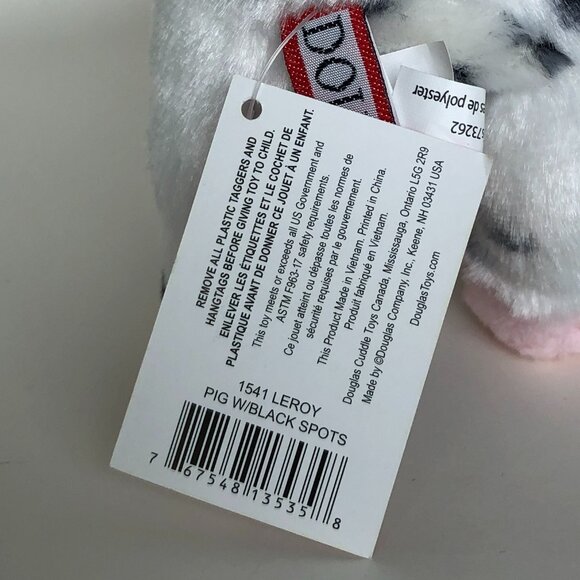 DOU
es de polyester
673262
REMOVE ALL PLASTIC TAGGERS AND
HANGTAGS BEFORE GIVING TOY TO CHILD.
ENLEVER LES ÉTIQUETTES ET LE COCHET DE
PLASTIQUE AVANT DE DONNER CE JOUET À UN ENFANT.
This toy meets or exceeds all US Government and
ASTM F963-17 safety requirements.
Ce jouet atteint ou dépasse toutes les normes de
sécurité requises par le gouvernement.
This Product Made in Vietnam. Printed in China.
Produit fabriqué en Vietnam.
Douglas Cuddle Toys Canada, Mississauga, Ontario L5G 2R9
Made by ©Douglas Company, Inc., Keene, NH 03431 USA
DouglasToys.com
1541 LEROY
PIG W/BLACK SPOTS
7 67548 13535 8